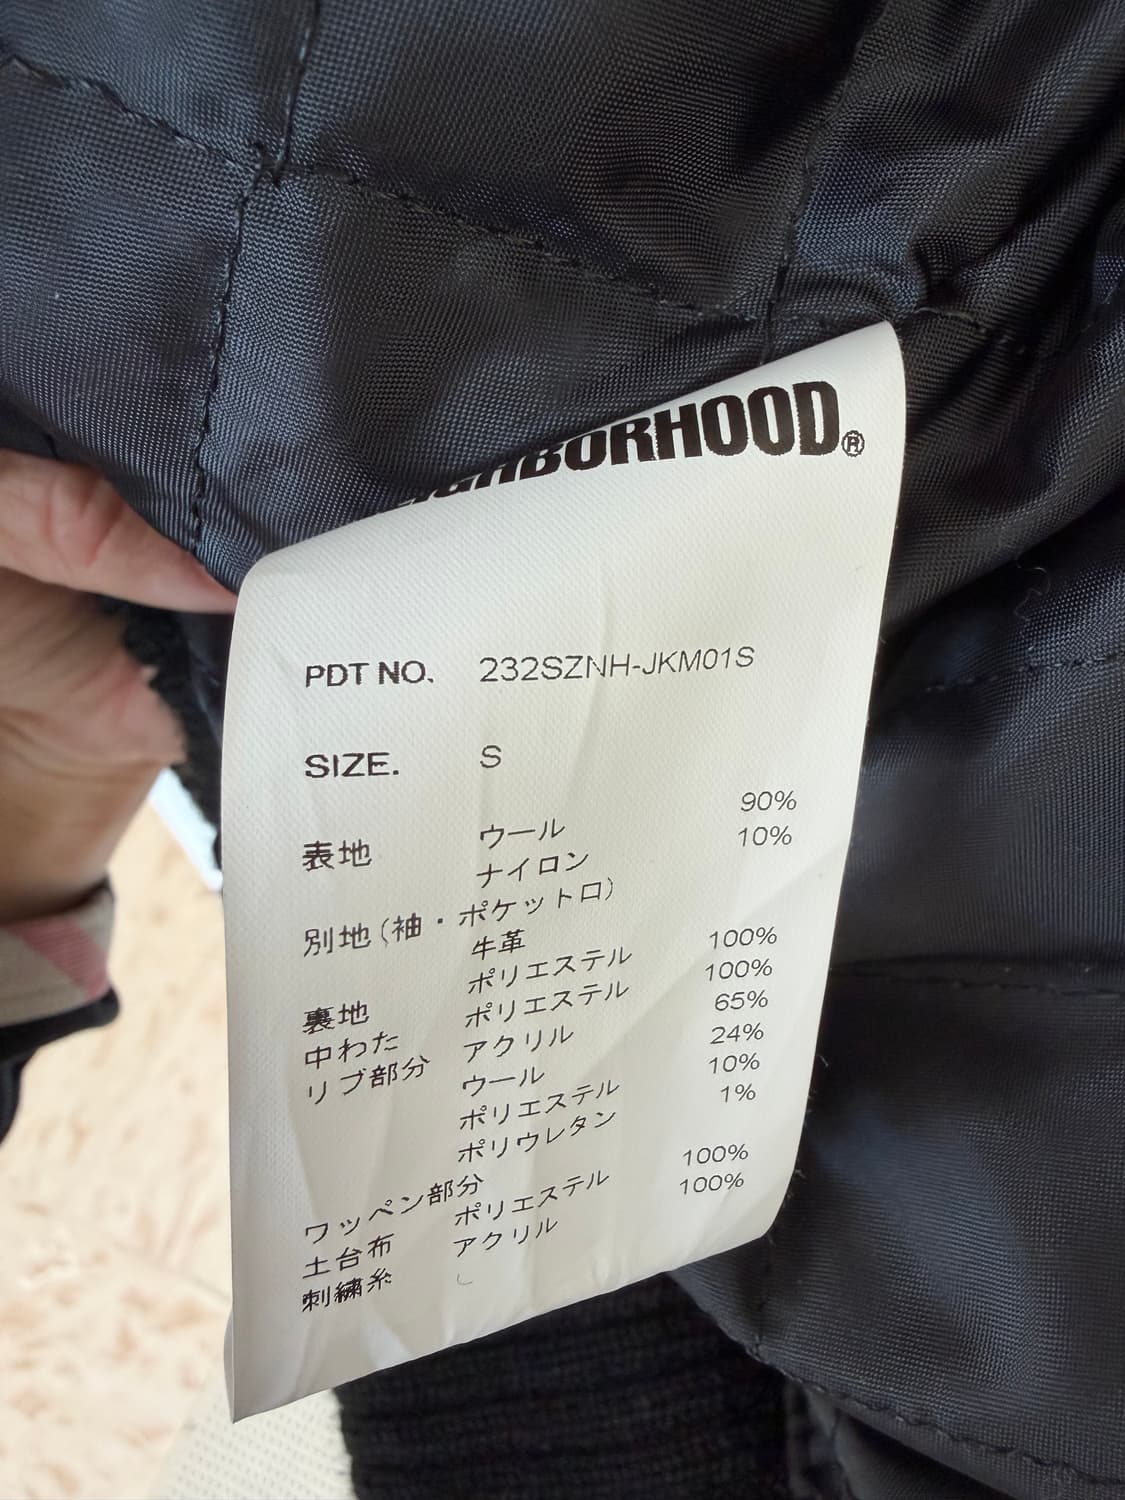 NEIGHBORHOOD®
PDT NO. 232SZNH-JKM01S
SIZE. S
表地 ウール 90%
ナイロン 10%
別地(袖・ポケット口)
牛革
裏地 ポリエステル 100%
中わた ポリエステル 100%
リブ部分 アクリル 65%
ウール 24%
ポリエステル 10%
ポリウレタン 1%
ワッペン部分
土台布 ポリエステル 100%
刺繍糸 アクリル 100%